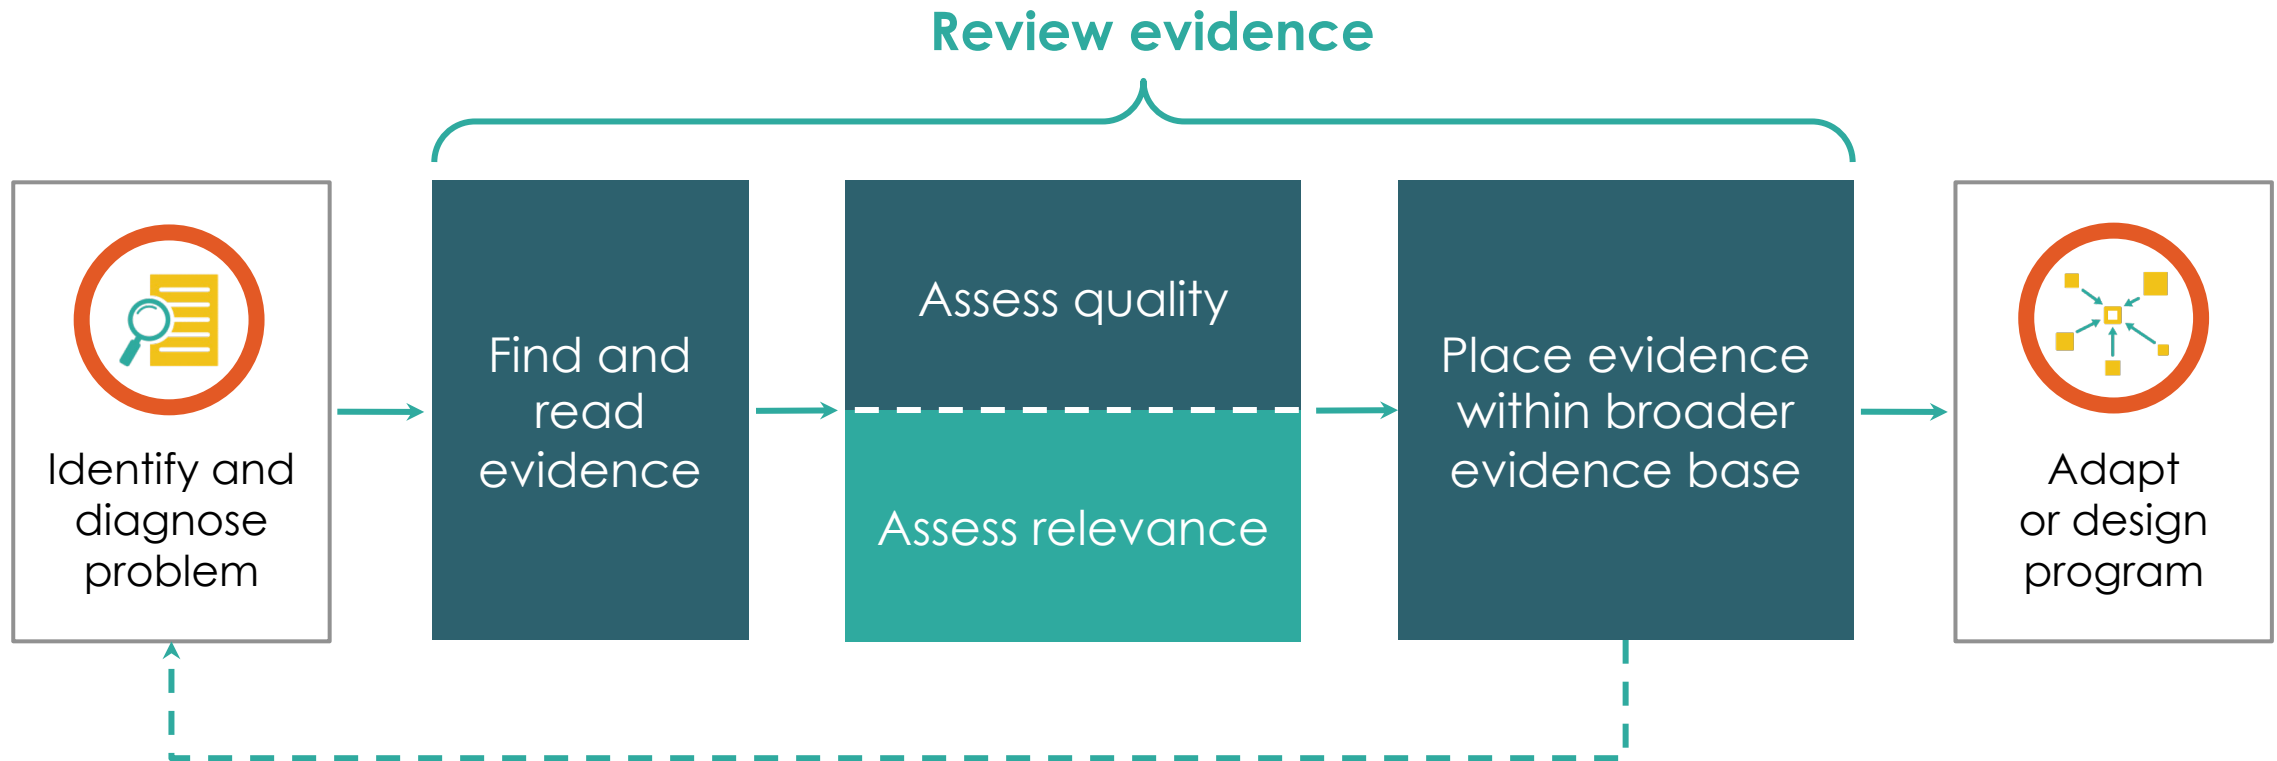 Review evidence
Identify and
diagnose
problem
Find and
read
evidence
Assess quality
Assess relevance
Place evidence
within broader
evidence base
Adapt
or design
program